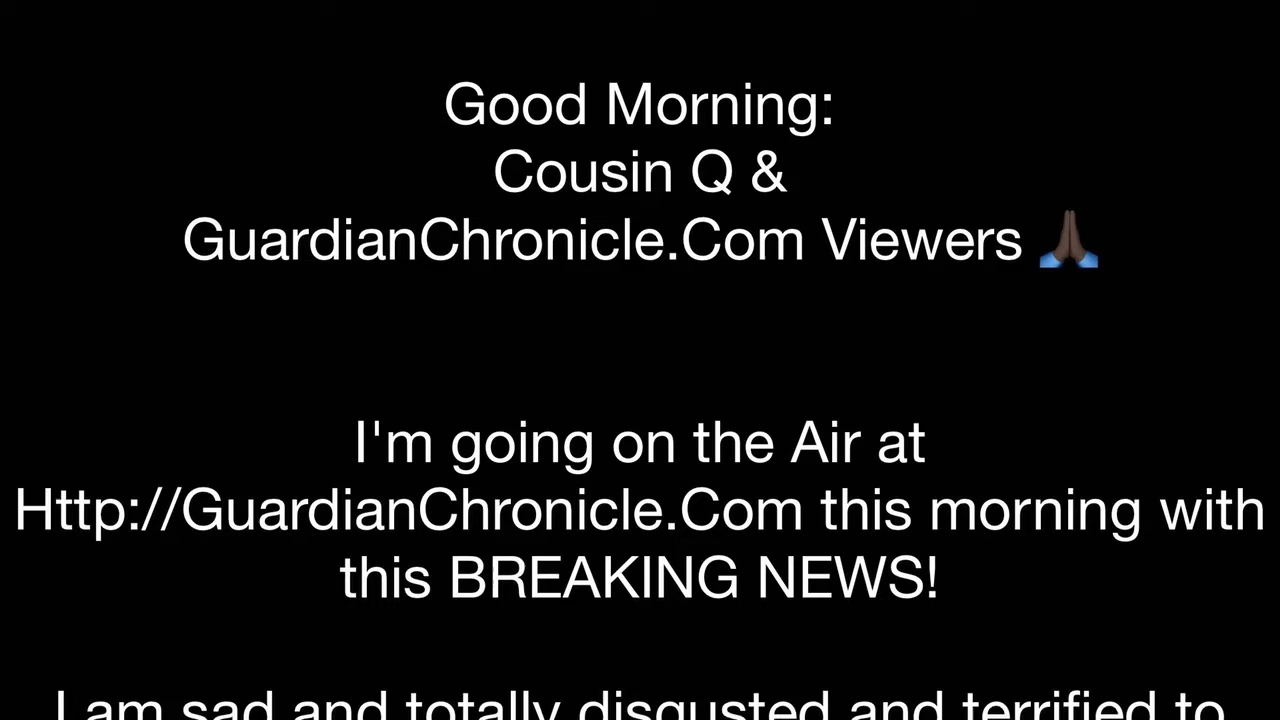 Good Morning:
Cousin Q &
GuardianChronicle.Com Viewers 🙏🏿
I'm going on the Air at
Http://GuardianChronicle.Com this morning with
this BREAKING NEWS!
I am sad and totally disgusted and terrified to